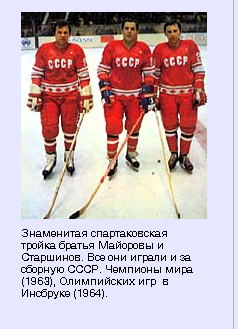 СССР СССР СССР
Знаменитая спартаковская
тройка братья Майоровы и
Старшинов. Все они играли и за
сборную СССР. Чемпионы мира
(1963), Олимпийских игр в
Инсбруке (1964).